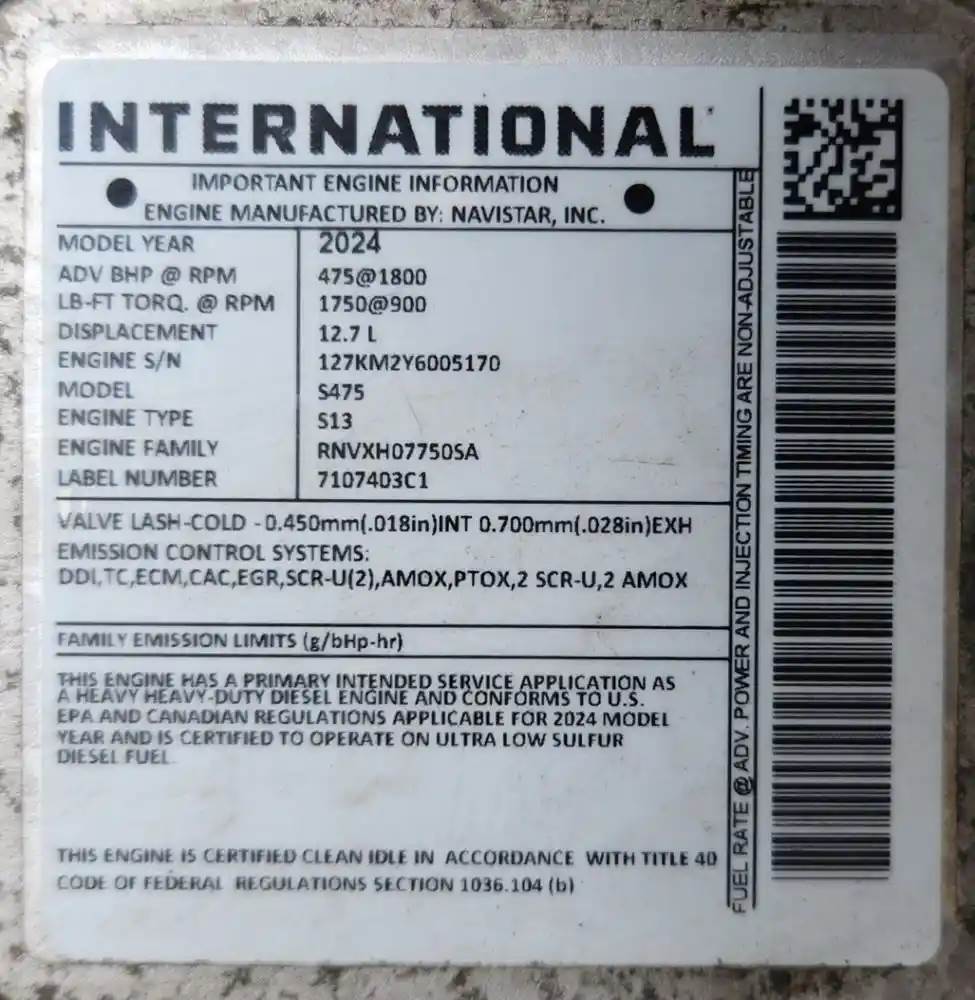 INTERNATIONAL
IMPORTANT ENGINE INFORMATION
ENGINE MANUFACTURED BY: NAVISTAR, INC.
MODEL YEAR 2024
ADV BHP @ RPM 475@1800
LB-FT TORQ. @ RPM 1750@900
DISPLACEMENT 12.7 L
ENGINE S/N 127KM2Y6005170
MODEL S475
ENGINE TYPE S13
ENGINE FAMILY RNVXH07750SA
LABEL NUMBER 7107403C1
VALVE LASH-COLD - 0.450mm(.018in)INT 0.700mm(.028in)EXH
EMISSION CONTROL SYSTEMS:
DDI,TC,ECM,CAC,EGR,SCR-U(2),AMOX,PTOX,2 SCR-U,2 AMOX
FAMILY EMISSION LIMITS (g/bHp-hr)
THIS ENGINE HAS A PRIMARY INTENDED SERVICE APPLICATION AS
A HEAVY HEAVY-DUTY DIESEL ENGINE AND CONFORMS TO U.S.
EPA AND CANADIAN REGULATIONS APPLICABLE FOR 2024 MODEL
YEAR AND IS CERTIFIED TO OPERATE ON ULTRA LOW SULFUR
DIESEL FUEL
THIS ENGINE IS CERTIFIED CLEAN IDLE IN ACCORDANCE WITH TITLE 40
CODE OF FEDERAL REGULATIONS SECTION 1036.104 (b)
FUEL RATE @ ADV. POWER AND INJECTION TIMING ARE NON-ADJUSTABLE